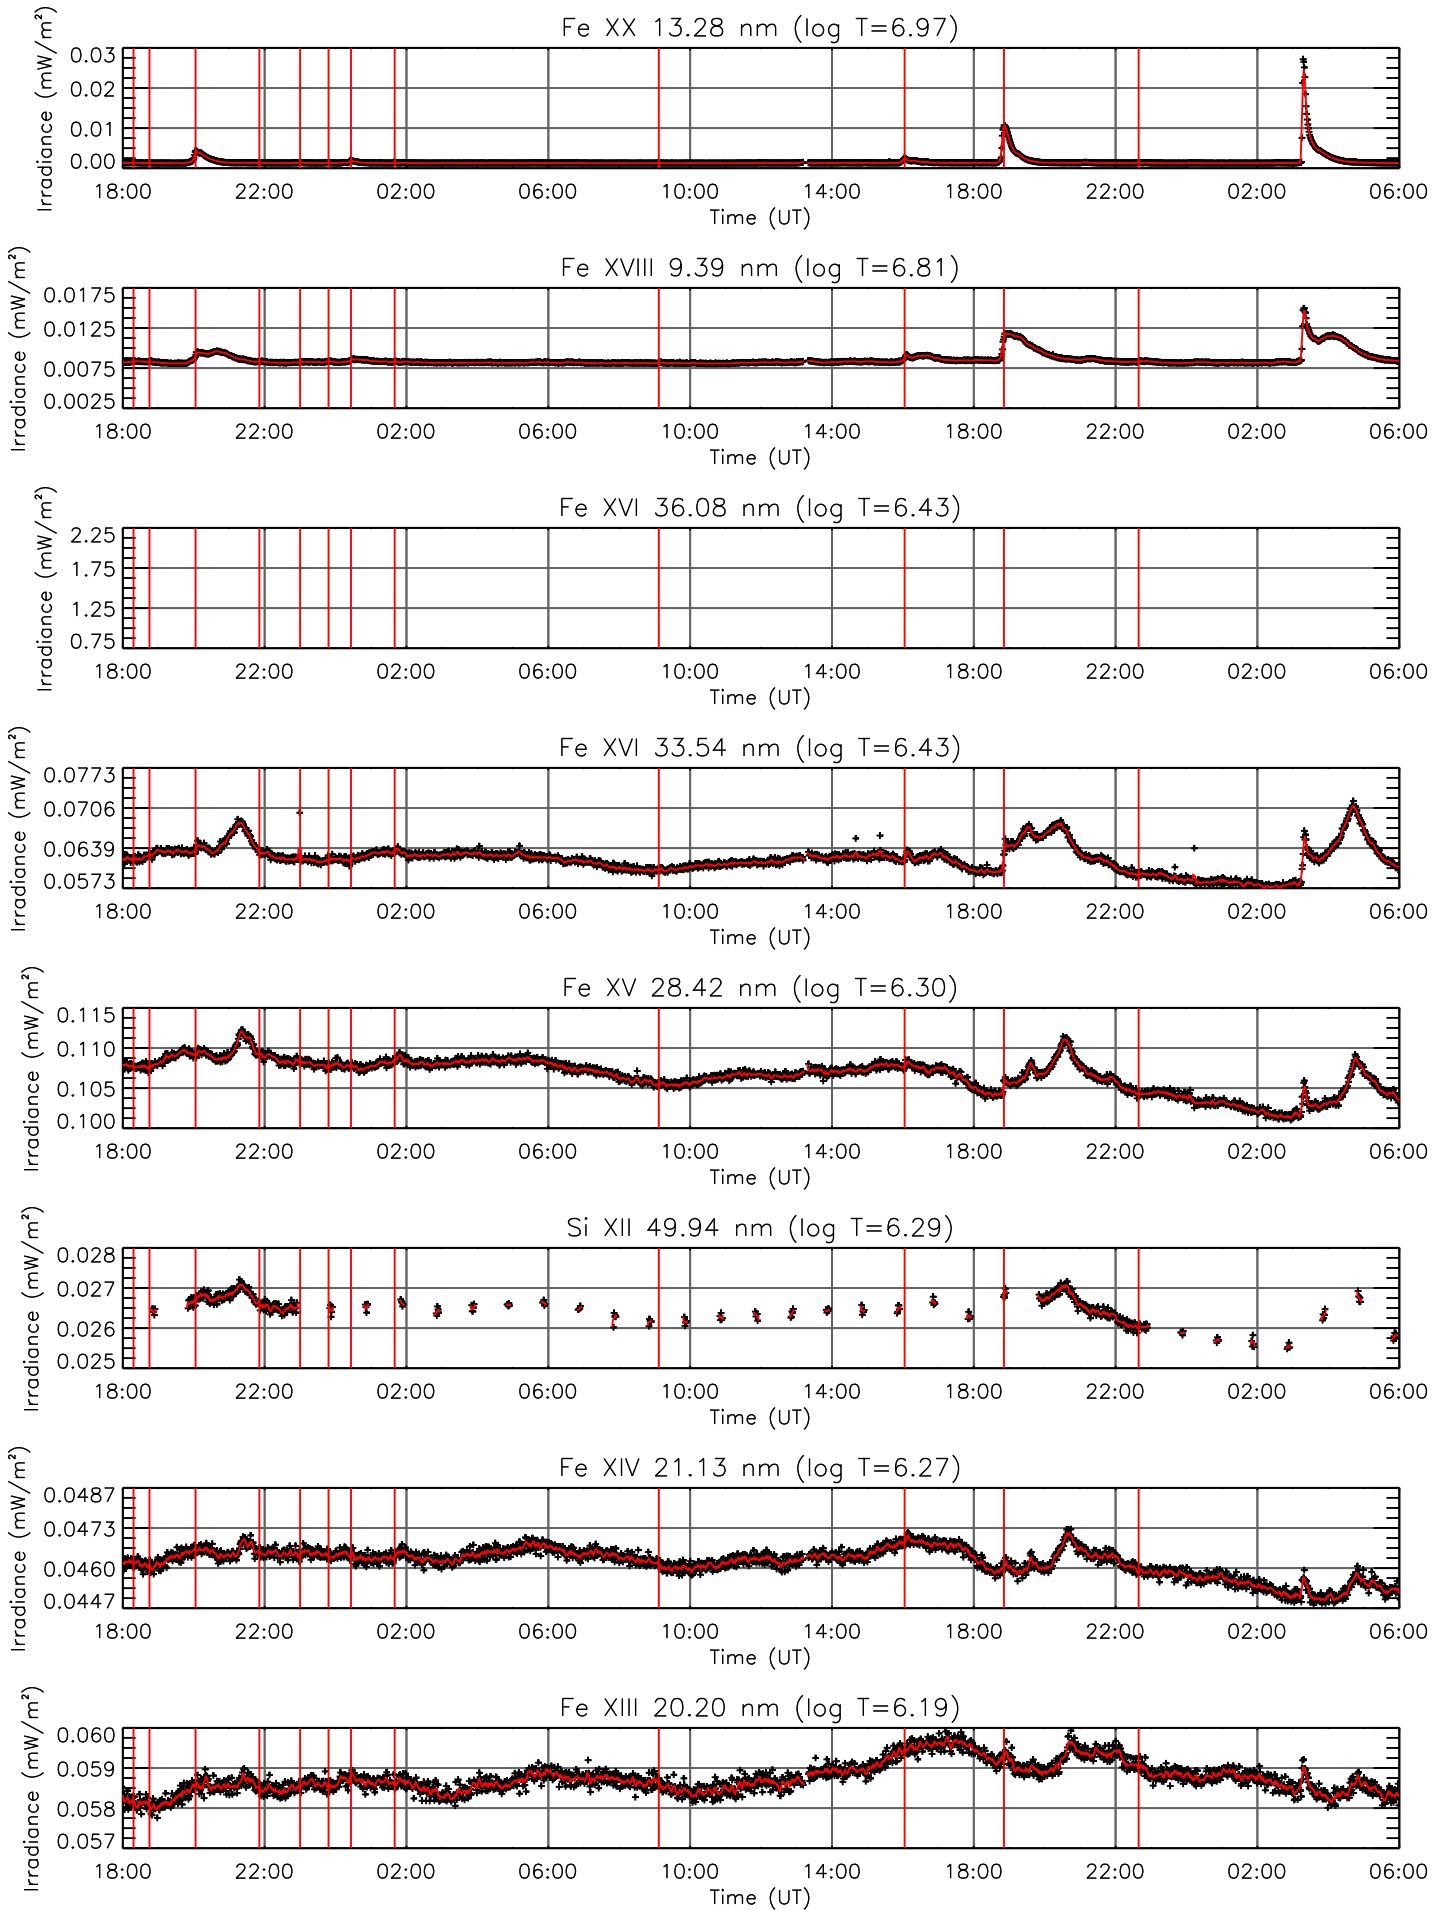 Fe XX 13.28 nm (log T=6.97)
Irradiance (mW/m²)
0.03
0.02
0.01
0.00
18:00 22:00 02:00 06:00 10:00 14:00 18:00 22:00 02:00 06:00
Time (UT)
Fe XVIII 9.39 nm (log T=6.81)
Irradiance (mW/m²)
0.0175
0.0125
0.0075
0.0025
18:00 22:00 02:00 06:00 10:00 14:00 18:00 22:00 02:00 06:00
Time (UT)
Fe XVI 36.08 nm (log T=6.43)
Irradiance (mW/m²)
2.25
1.75
1.25
0.75
18:00 22:00 02:00 06:00 10:00 14:00 18:00 22:00 02:00 06:00
Time (UT)
Fe XVI 33.54 nm (log T=6.43)
Irradiance (mW/m²)
0.0773
0.0706
0.0639
0.0573
18:00 22:00 02:00 06:00 10:00 14:00 18:00 22:00 02:00 06:00
Time (UT)
Fe XV 28.42 nm (log T=6.30)
Irradiance (mW/m²)
0.115
0.110
0.105
0.100
18:00 22:00 02:00 06:00 10:00 14:00 18:00 22:00 02:00 06:00
Time (UT)
Si XII 49.94 nm (log T=6.29)
Irradiance (mW/m²)
0.028
0.027
0.026
0.025
18:00 22:00 02:00 06:00 10:00 14:00 18:00 22:00 02:00 06:00
Time (UT)
Fe XIV 21.13 nm (log T=6.27)
Irradiance (mW/m²)
0.0487
0.0473
0.0460
0.0447
18:00 22:00 02:00 06:00 10:00 14:00 18:00 22:00 02:00 06:00
Time (UT)
Fe XIII 20.20 nm (log T=6.19)
Irradiance (mW/m²)
0.060
0.059
0.058
0.057
18:00 22:00 02:00 06:00 10:00 14:00 18:00 22:00 02:00 06:00
Time (UT)